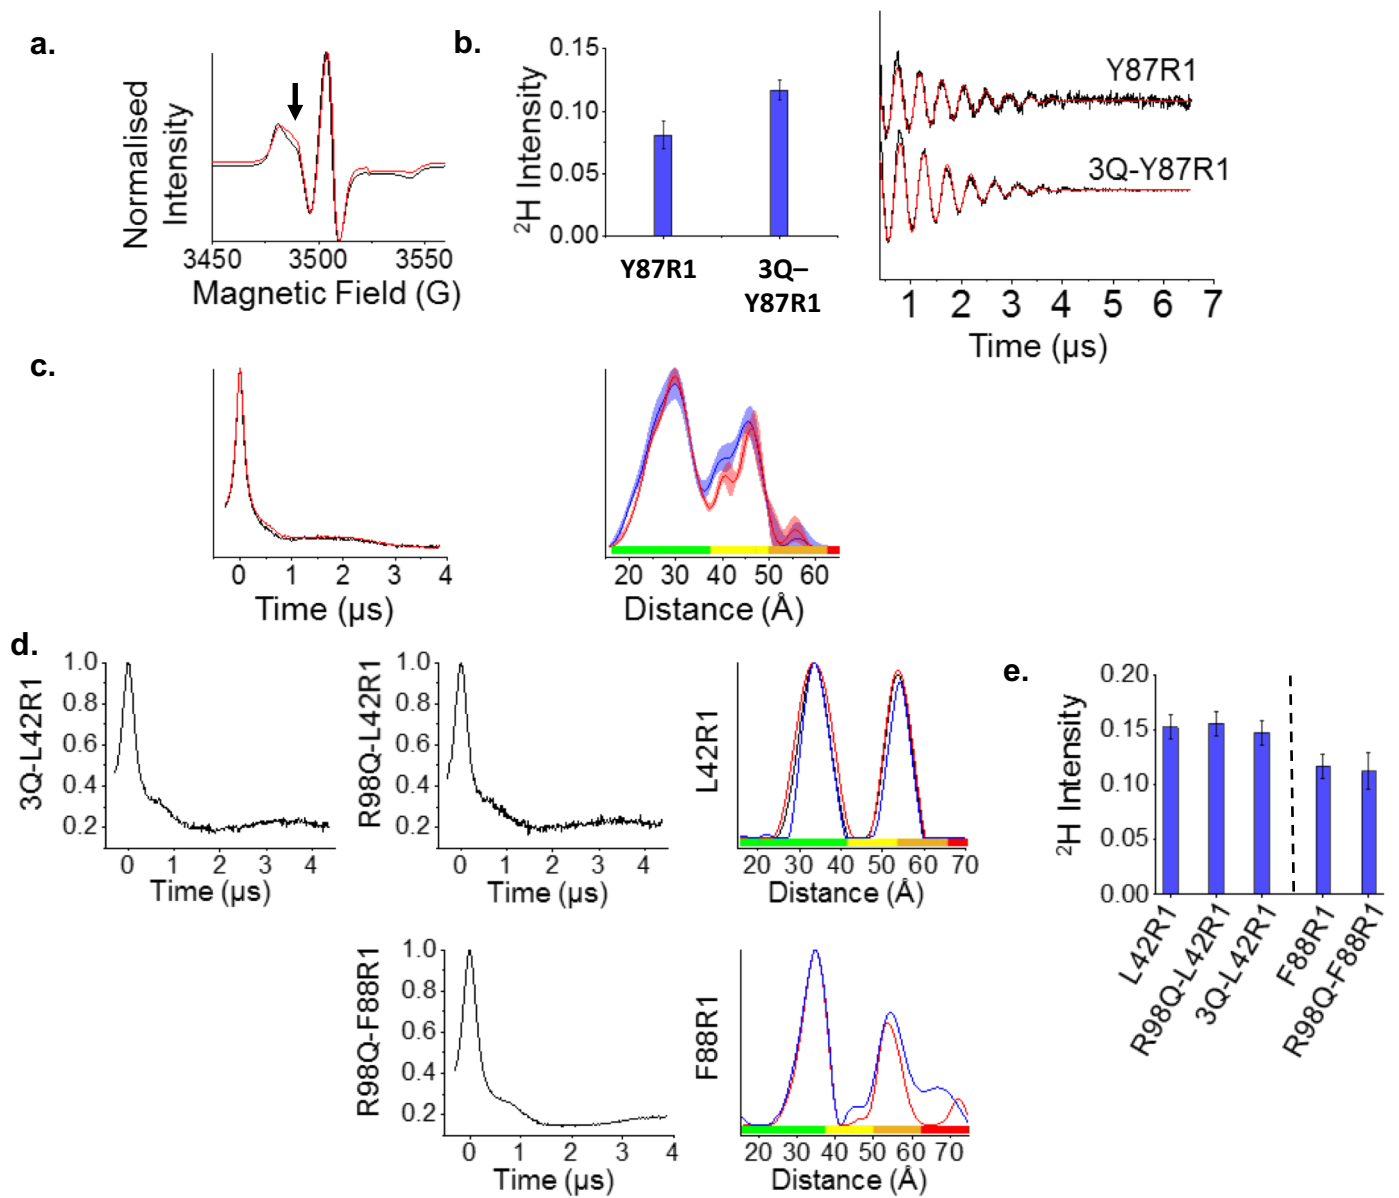 a.
Normalised
Intensity
3450 3500 3550
Magnetic Field (G)
b.
²H Intensity
0.15
0.10
0.05
0.00
Y87R1
3Q–
Y87R1
Y87R1
3Q-Y87R1
1 2 3 4 5 6 7
Time (µs)
c.
0 1 2 3 4
Time (µs)
20 30 40 50 60
Distance (Å)
d.
3Q-L42R1
1.0
0.8
0.6
0.4
0.2
0 1 2 3 4
Time (µs)
R98Q-L42R1
1.0
0.8
0.6
0.4
0.2
0 1 2 3 4
Time (µs)
L42R1
20 30 40 50 60 70
Distance (Å)
R98Q-F88R1
1.0
0.8
0.6
0.4
0.2
0 2 4
Time (µs)
F88R1
20 30 40 50 60 70
Distance (Å)
e.
²H Intensity
0.20
0.15
0.10
0.05
0.00
L42R1
R98Q-L42R1
3Q-L42R1
F88R1
R98Q-F88R1